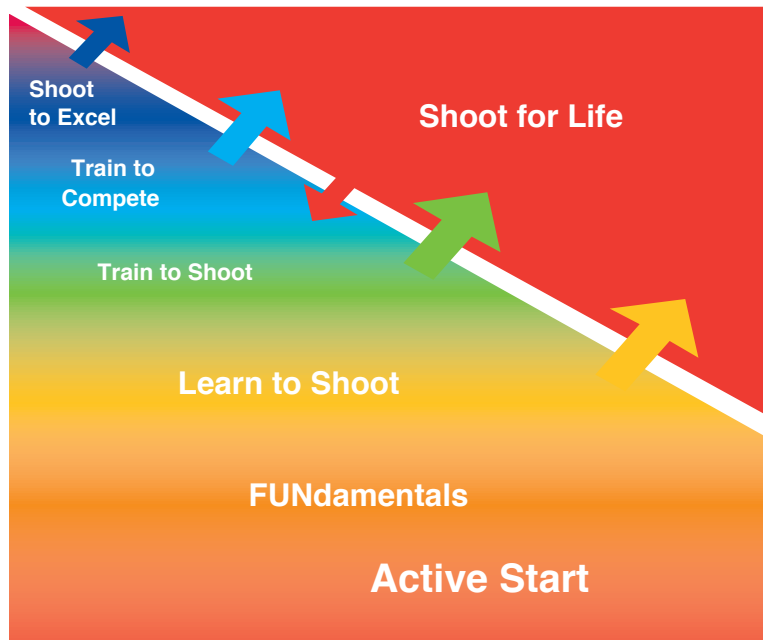 Shoot
to Excel
Shoot for Life
Train to
Compete
Train to Shoot
Learn to Shoot
FUNdamentals
Active Start